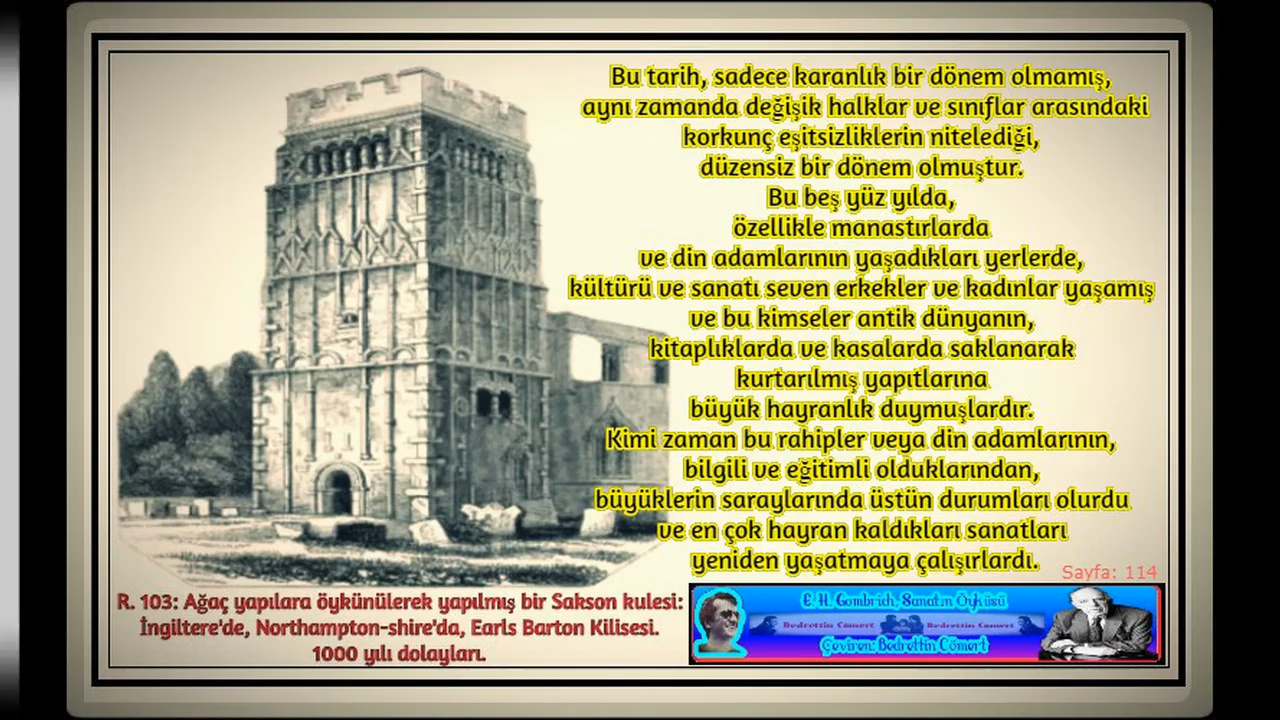 Bu tarih, sadece karanlık bir dönem olmamış,
aynı zamanda değişik halklar ve sınıflar arasındaki
korkunç eşitsizliklerin nitelediği,
düzensiz bir dönem olmuştur.
Bu beş yüz yılda,
özellikle manastırlarda
ve din adamlarının yaşadıkları yerlerde,
kültürü ve sanatı seven erkekler ve kadınlar yaşamış
ve bu kimseler antik dünyanın,
kitaplıklarda ve kasalarda saklanarak
kurtarılmış yapıtlarına
büyük hayranlık duymuşlardır.
Kimi zaman bu rahipler veya din adamlarının,
bilgili ve eğitimli olduklarından,
büyüklerin saraylarında üstün durumları olurdu
ve en çok hayran kaldıkları sanatları
yeniden yaşatmaya çalışırlardı.
Sayfa: 114
R. 103: Ağaç yapılara öykünülerek yapılmış bir Sakson kulesi:
İngiltere'de, Northampton-shire'da, Earls Barton Kilisesi.
1000 yılı dolayları.
E. H. Gombrich, Sanatın Öyküsü
Bedrettin Cömert Bedrettin Cömert
Çeviren: Bedrettin Cömert